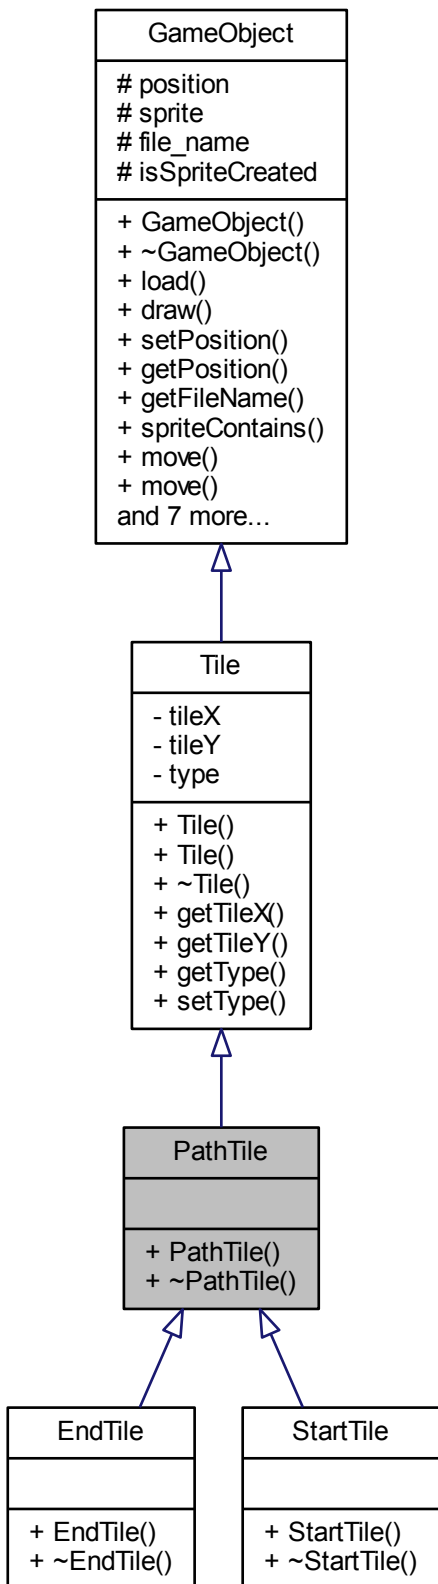 GameObject
# position
# sprite
# file_name
# isSpriteCreated
+ GameObject()
+ ~GameObject()
+ load()
+ draw()
+ setPosition()
+ getPosition()
+ getFileName()
+ spriteContains()
+ move()
+ move()
and 7 more...
Tile
- tileX
- tileY
- type
+ Tile()
+ Tile()
+ ~Tile()
+ getTileX()
+ getTileY()
+ getType()
+ setType()
PathTile
+ PathTile()
+ ~PathTile()
EndTile
+ EndTile()
+ ~EndTile()
StartTile
+ StartTile()
+ ~StartTile()